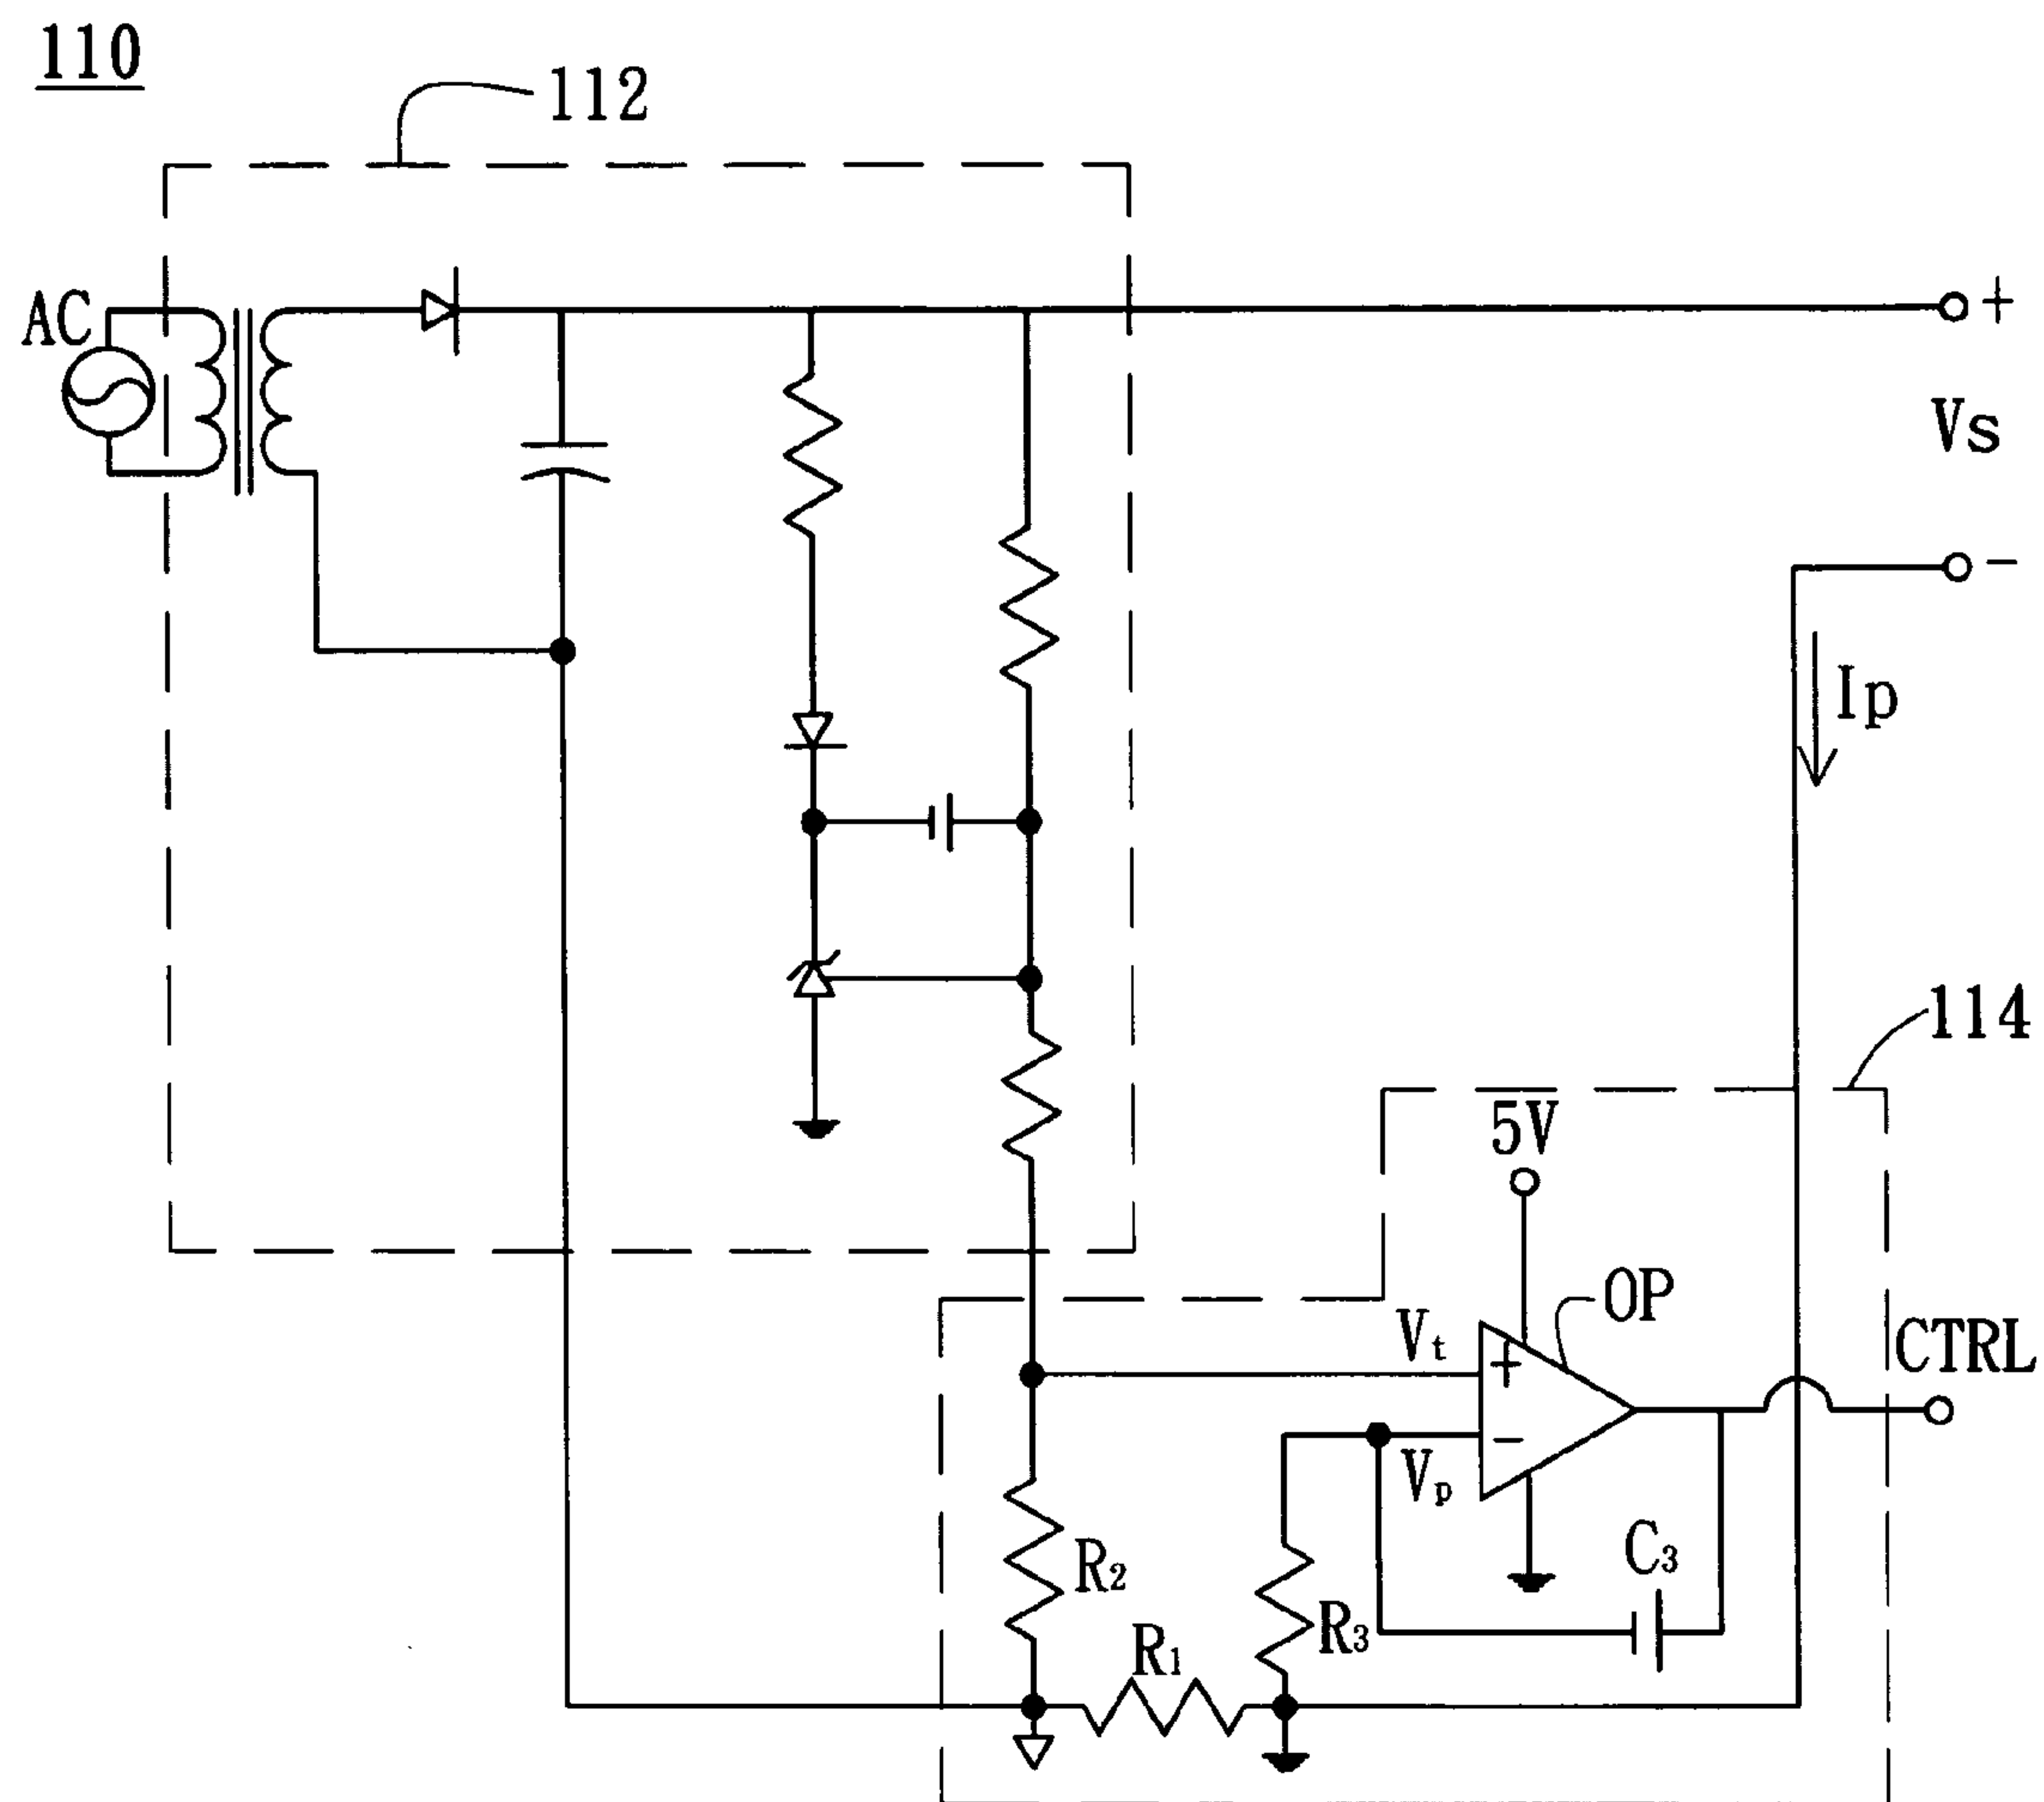 110
112
AC
+
Vs
-
Ip
114
5V
OP
Vt
CTRL
+
-
Vp
C3
R2
R3
R1